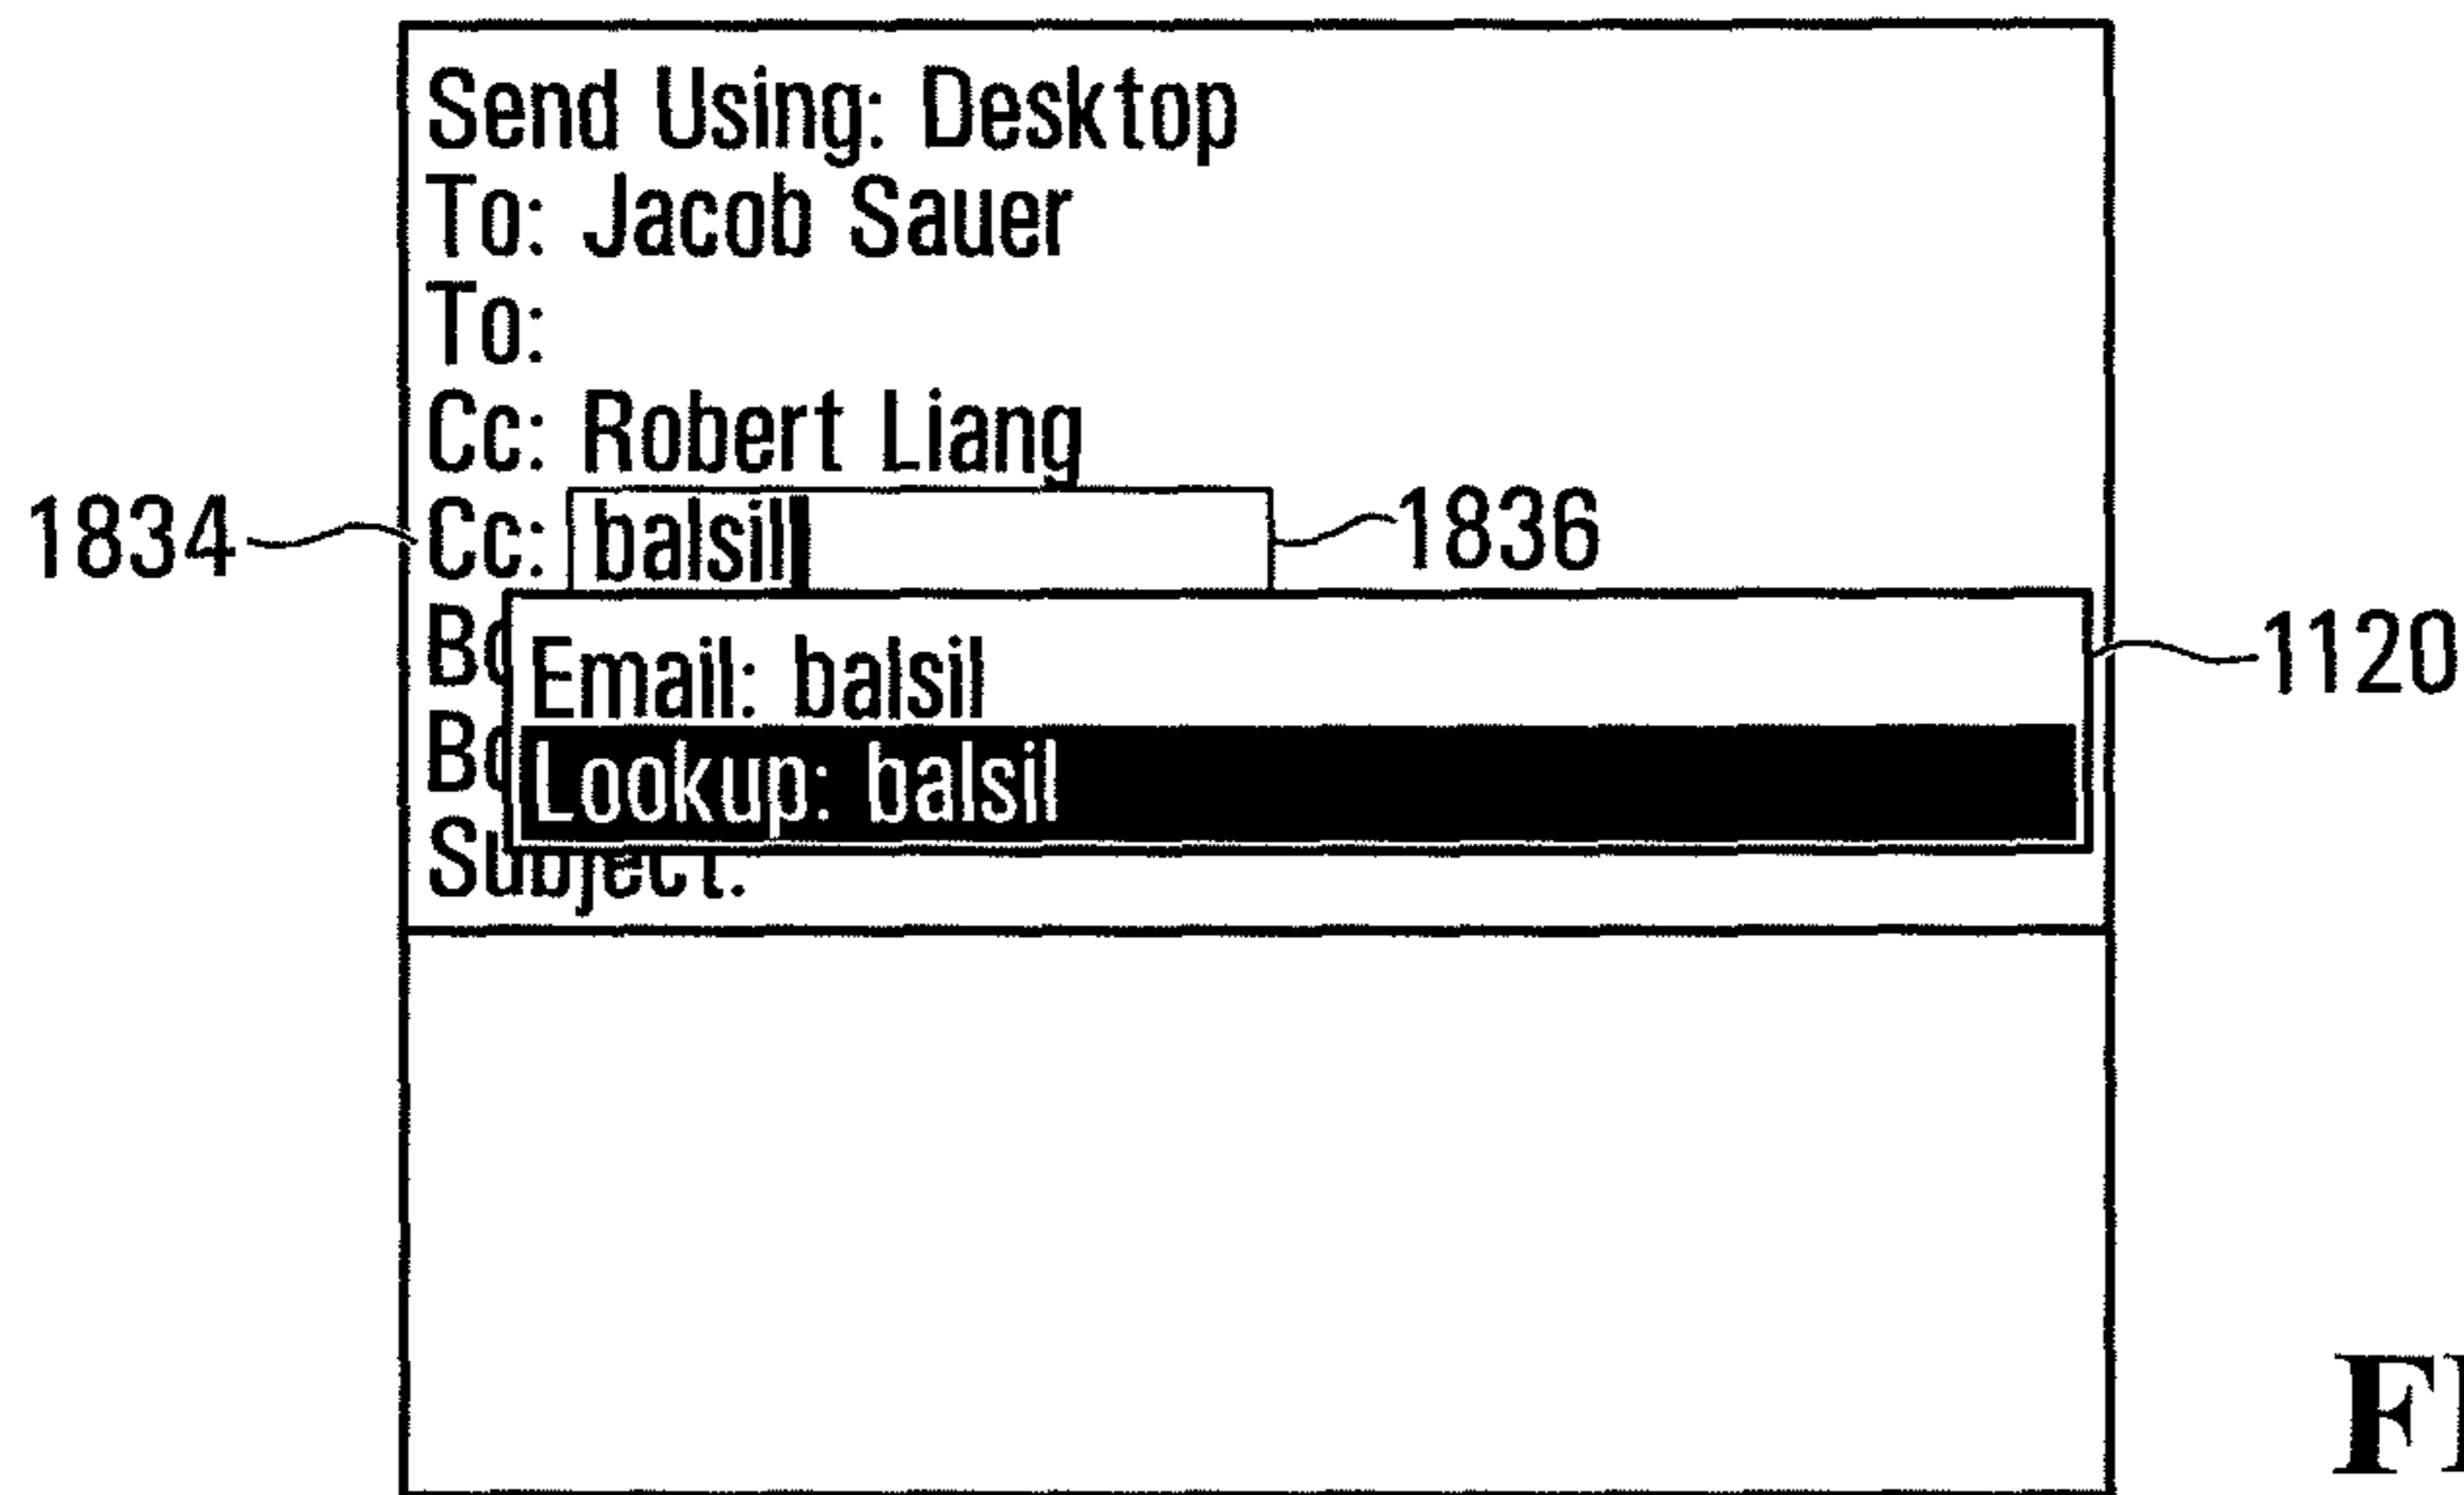 Send Using: Desktop
To: Jacob Sauer
To:
Cc: Robert Liang
1834 Cc: balsil 1836
Email: balsil 1120
Lookup: balsil
Subject: